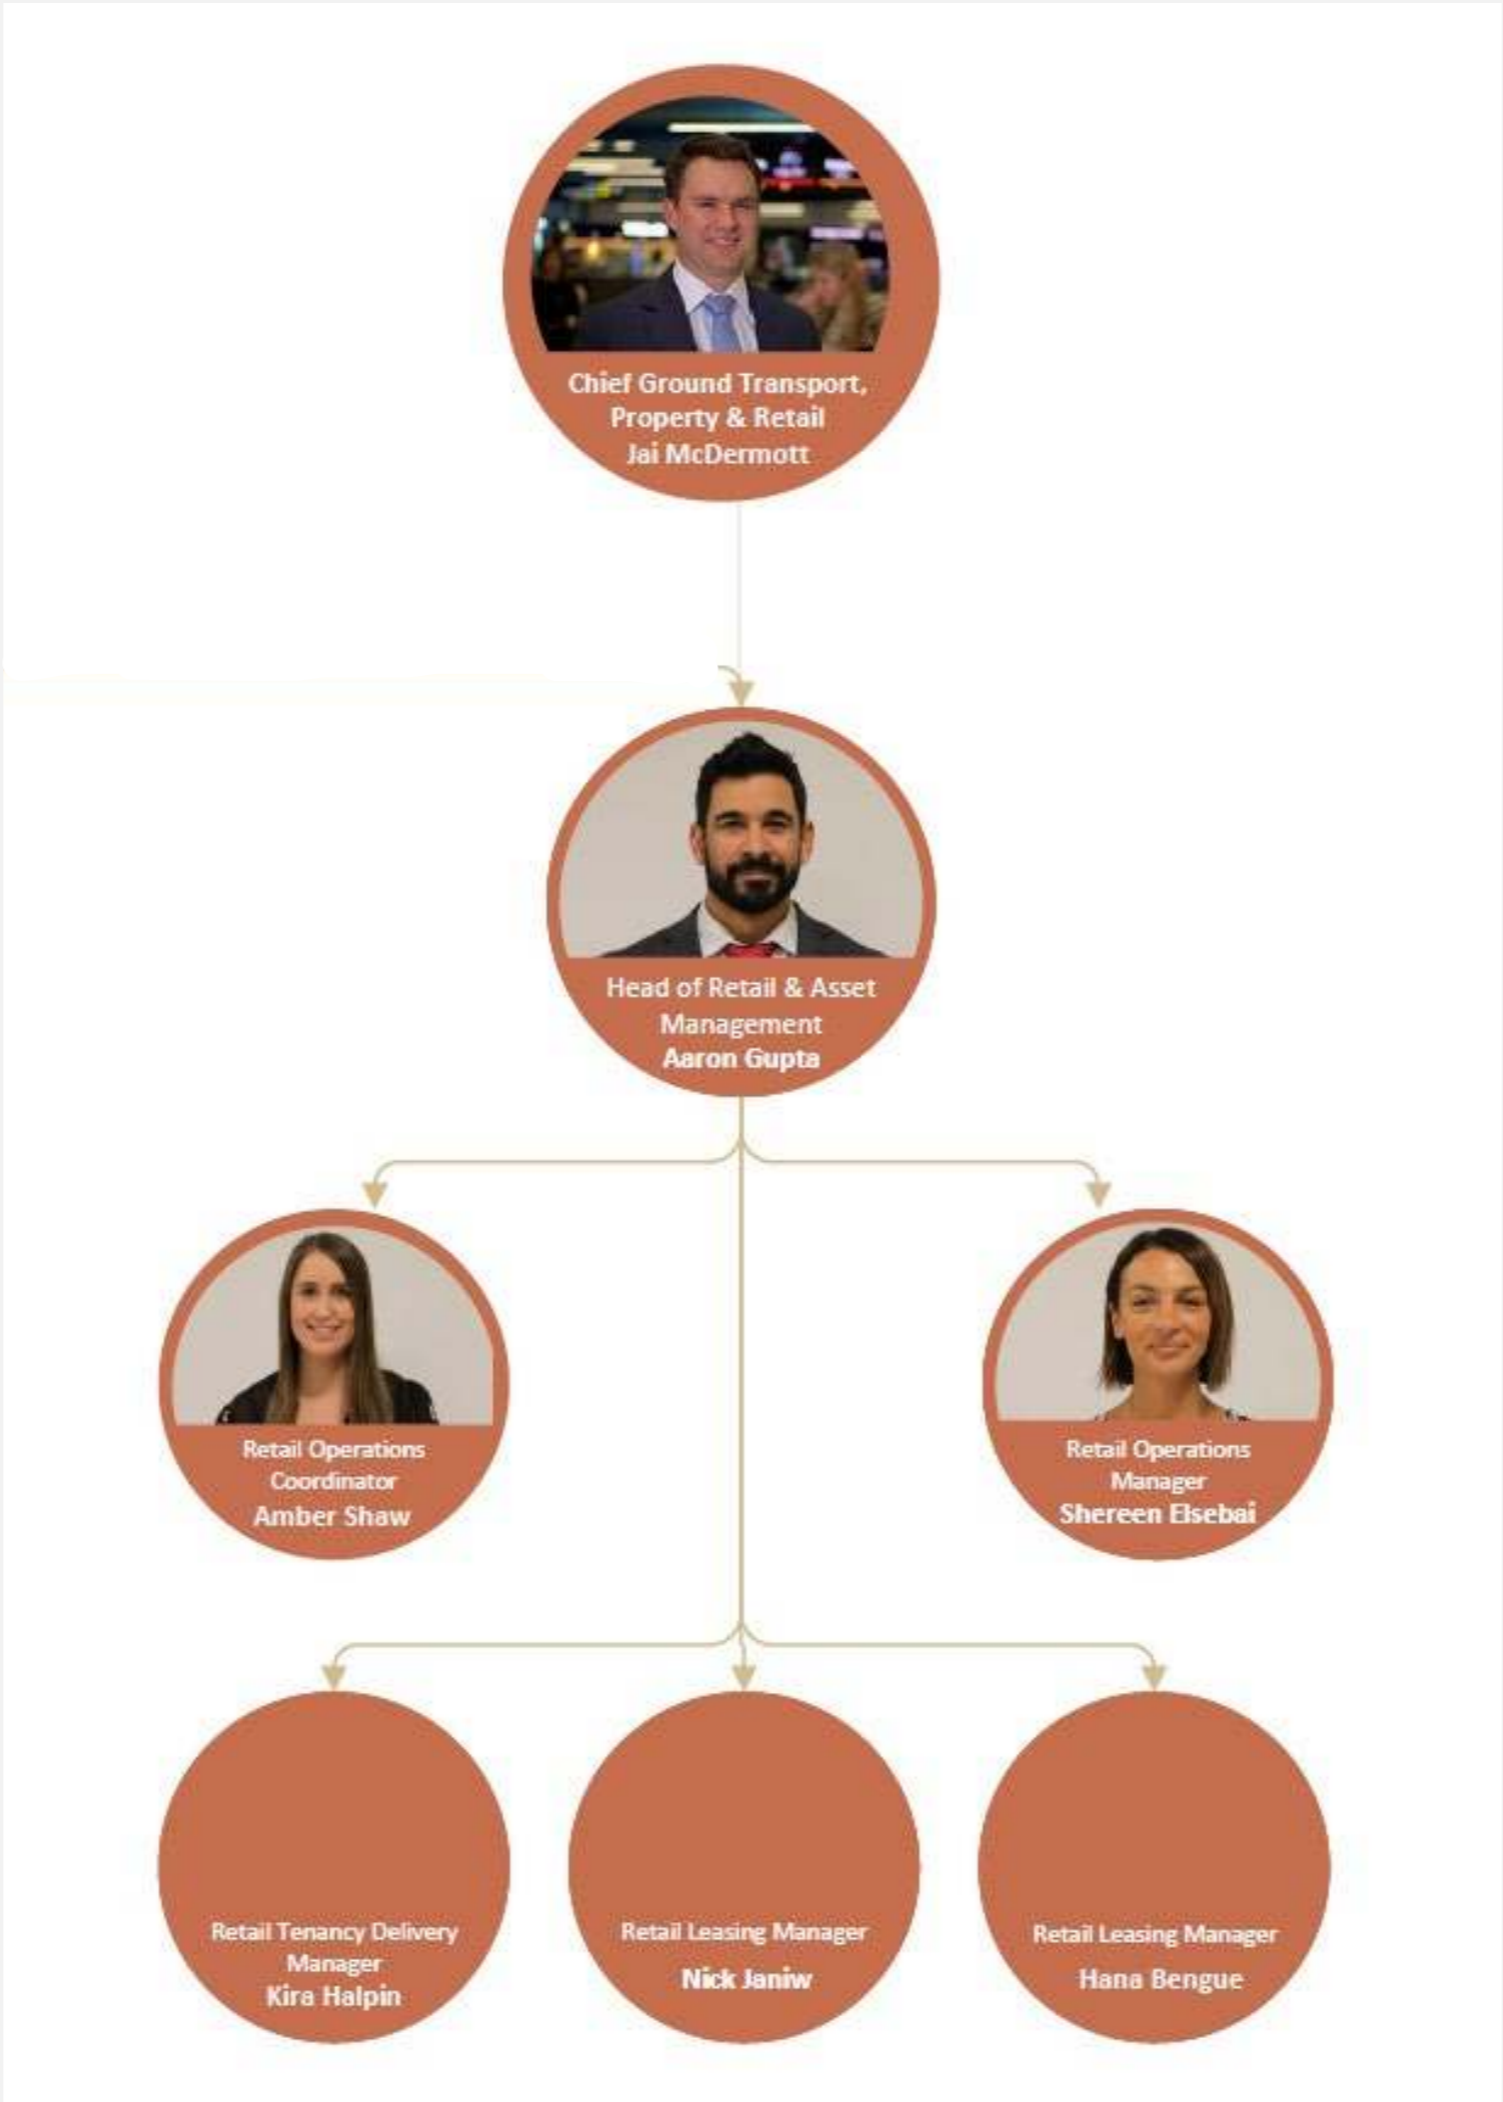 Chief Ground Transport,
Property & Retail
Jai McDermott
Head of Retail & Asset
Management
Aaron Gupta
Retail Operations
Coordinator
Amber Shaw
Retail Operations
Manager
Shereen Elsebai
Retail Tenancy Delivery
Manager
Kira Halpin
Retail Leasing Manager
Nick Janiw
Retail Leasing Manager
Hana Bengue